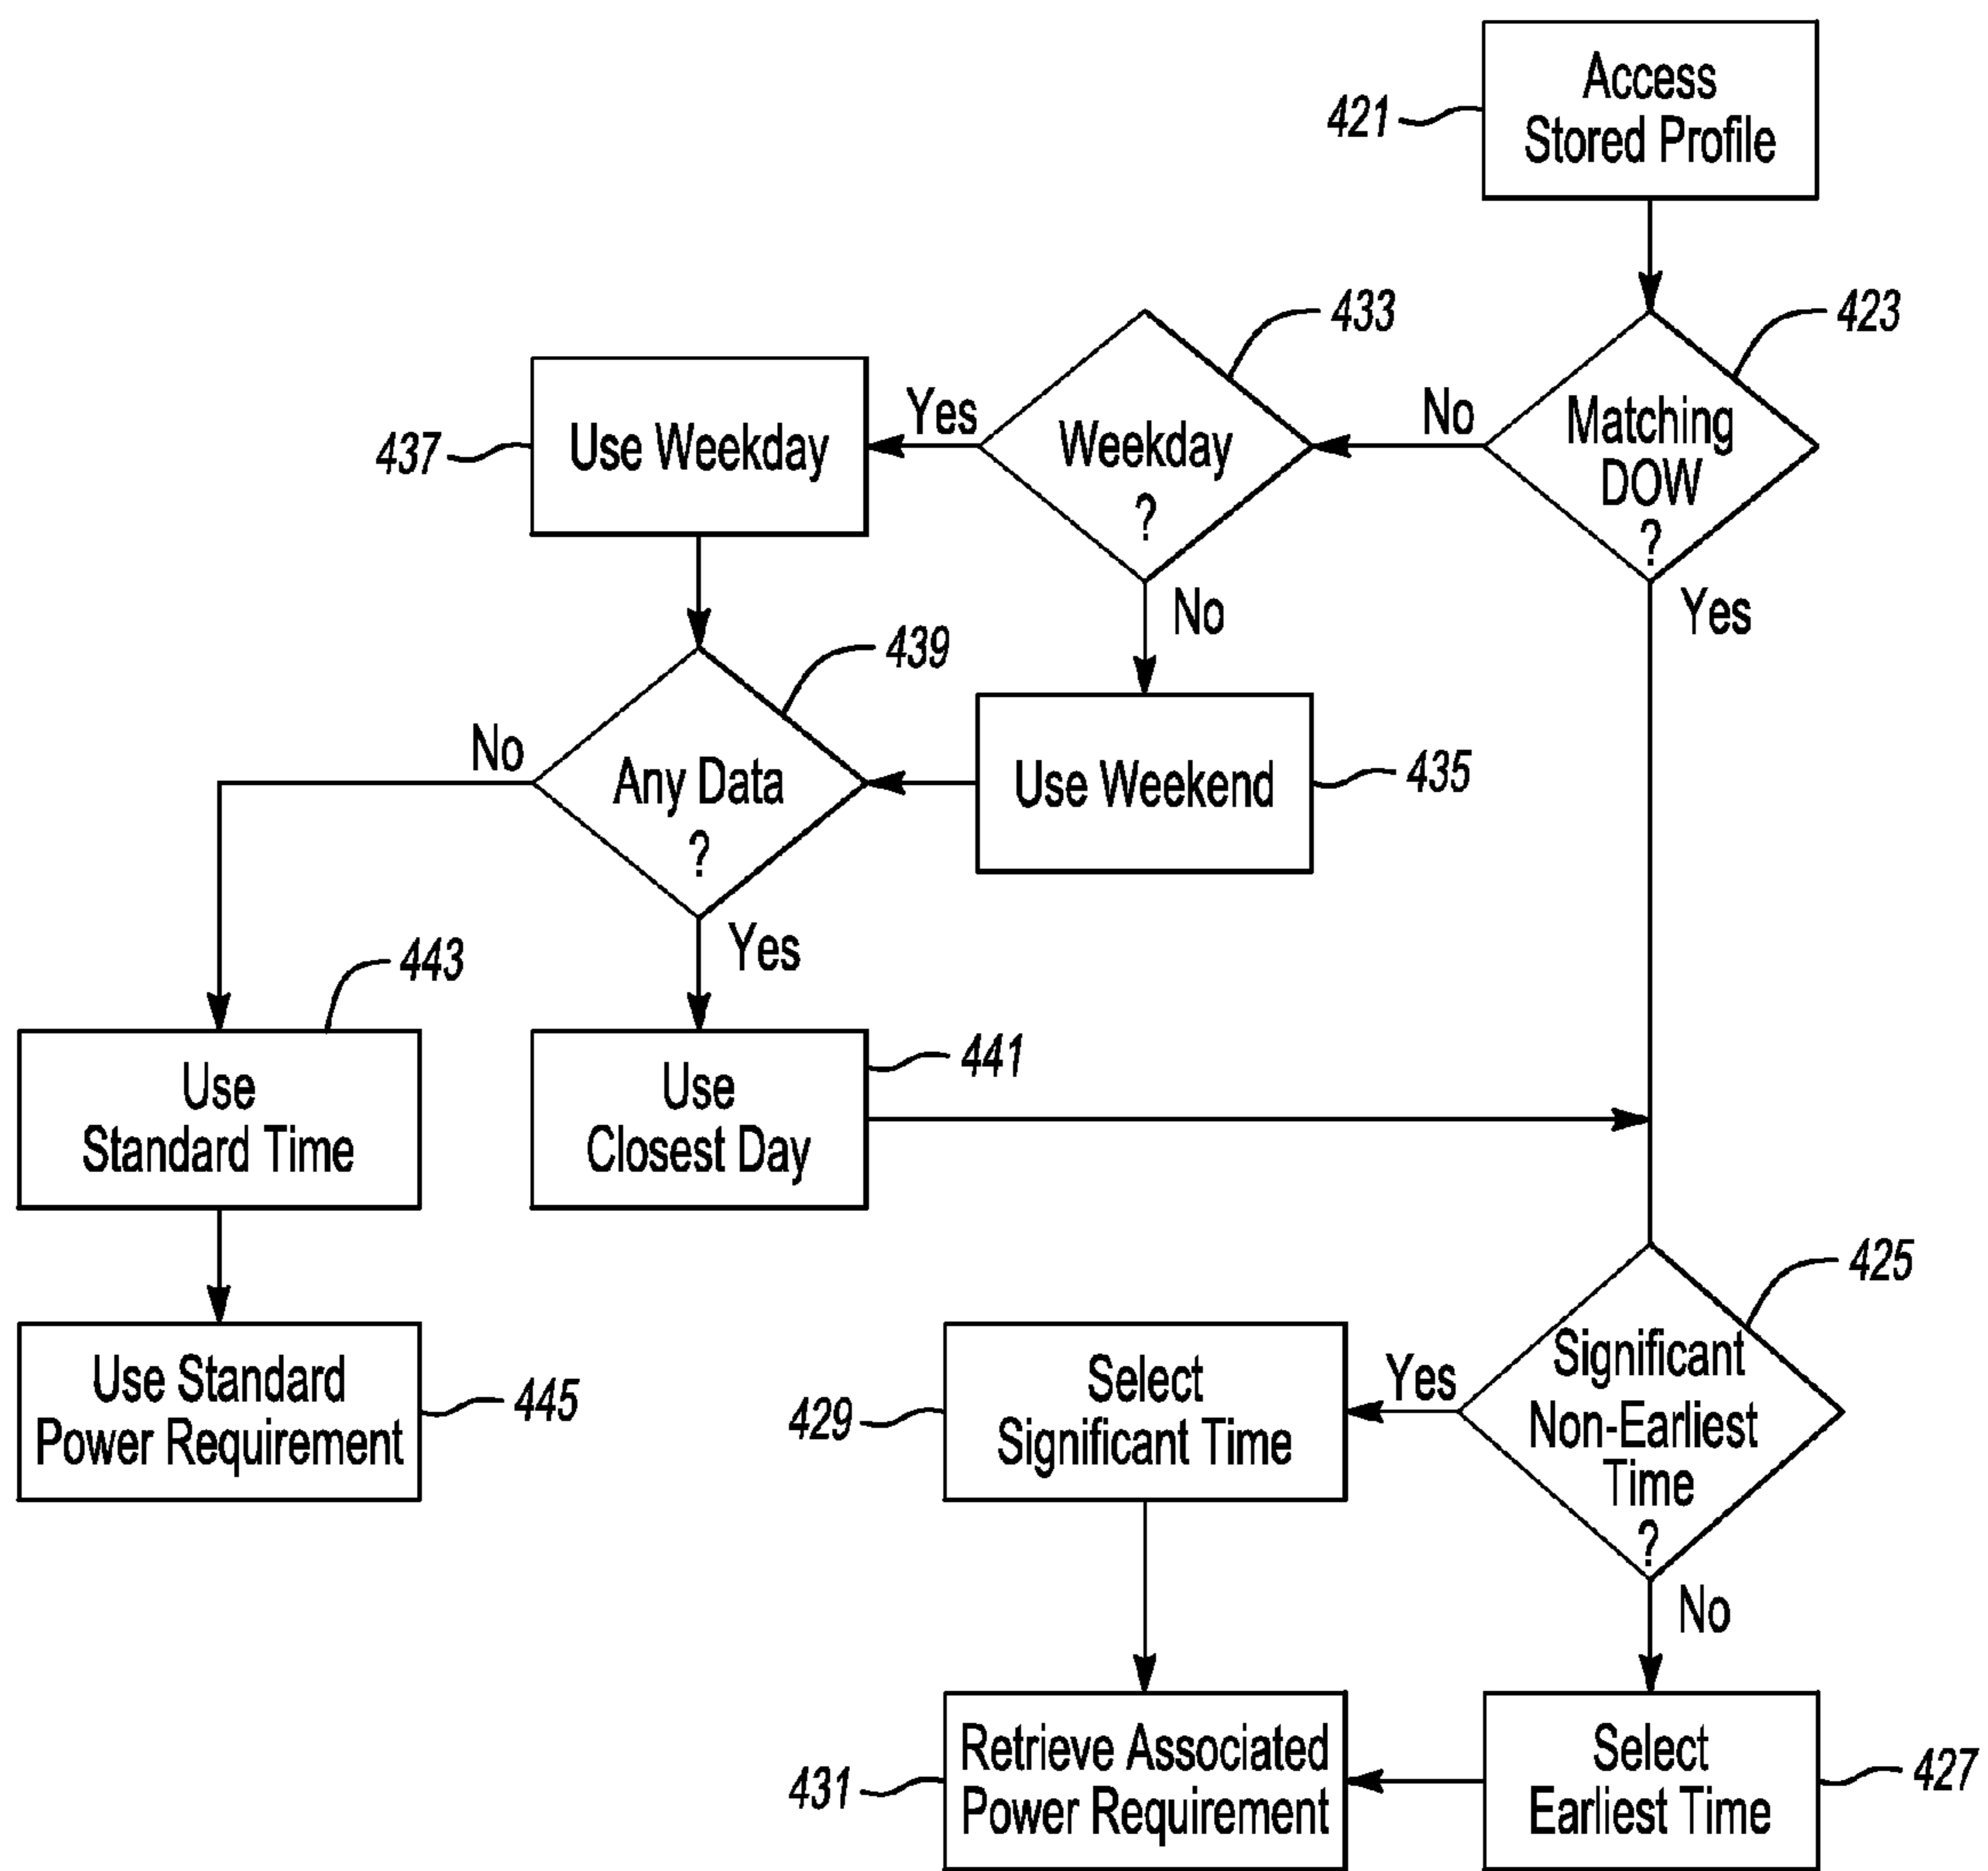 Access
Stored Profile
421
423
433
Matching
DOW
?
No
Yes
Weekday
?
Yes
No
Use Weekday
437
439
Any Data
?
No
Yes
Use Weekend
435
443
Use
Standard Time
441
Use
Closest Day
425
Significant
Non-Earliest
Time
?
Yes
No
Use Standard
Power Requirement
445
Select
Significant Time
429
Retrieve Associated
Power Requirement
431
Select
Earliest Time
427